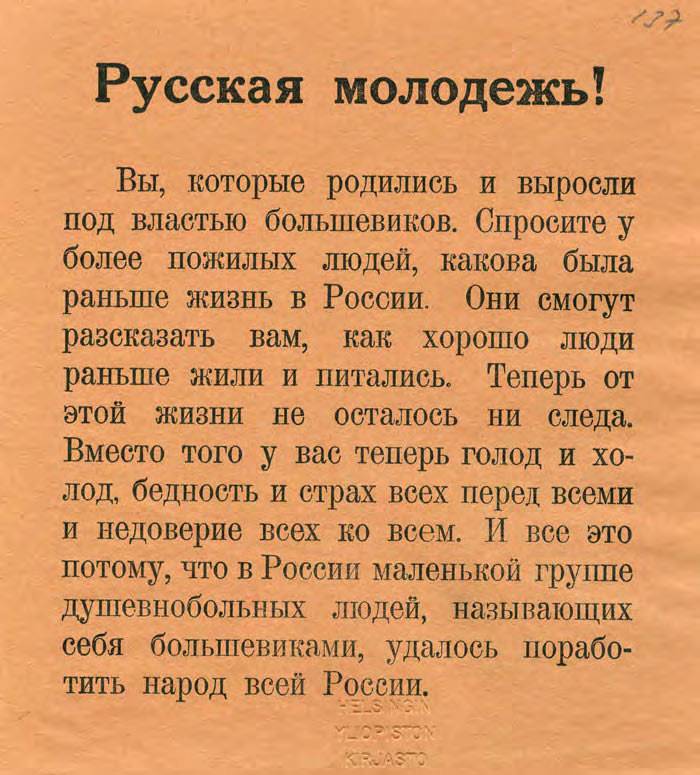 137
Русская молодежь!
Вы, которые родились и выросли
под властью большевиков. Спросите у
более пожилых людей, какова была
раньше жизнь в России. Они смогут
разсказать вам, как хорошо люди
раньше жили и питались. Теперь от
этой жизни не осталось ни следа.
Вместо того у вас теперь голод и хо-
лод, бедность и страх всех перед всеми
и недоверие всех ко всем. И все это
потому, что в России маленькой группе
душевнобольных людей, называющих
себя большевиками, удалось порабо-
тить народ всей России.
HELSINGIN
YLIOPISTON
KIRJASTO